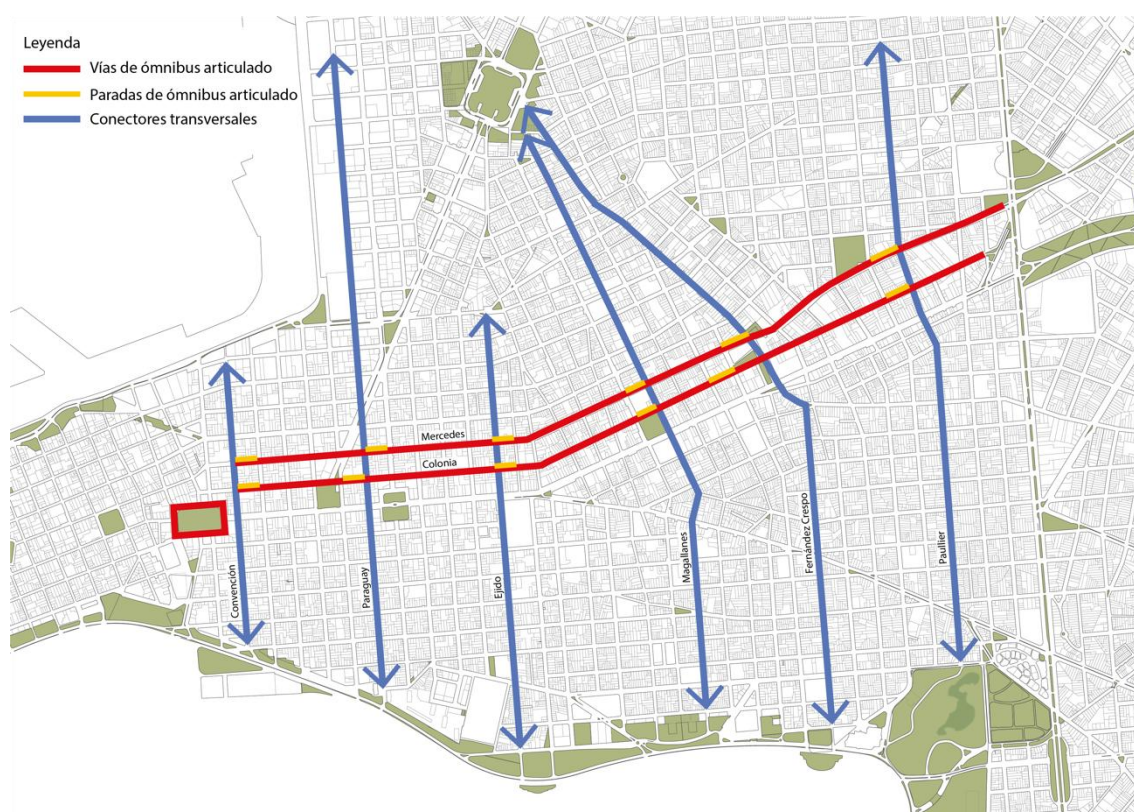 Leyenda
Vías de ómnibus articulado
Paradas de ómnibus articulado
Conectores transversales
Mercedes
Colonia
Convención
Paraguay
Ejido
Magallanes
Fernández Crespo
Paullier